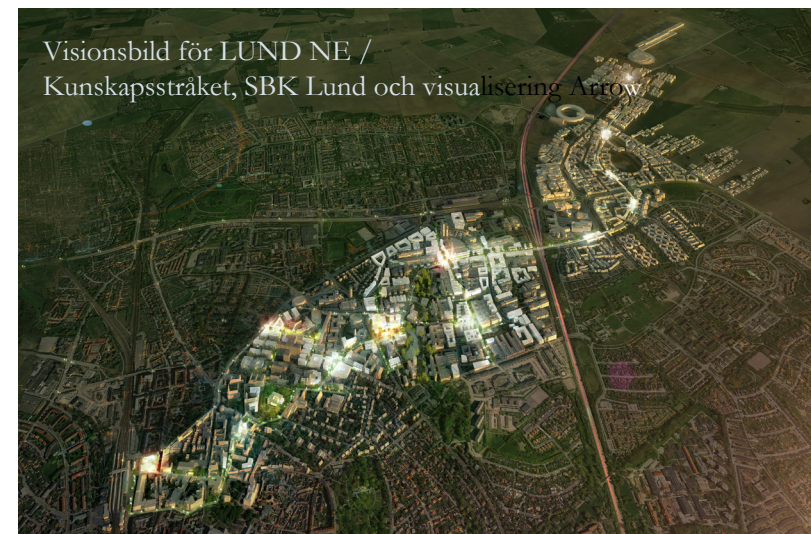 Visionsbild för LUND NE /
Kunskapsstråket, SBK Lund och visualisering Arrow